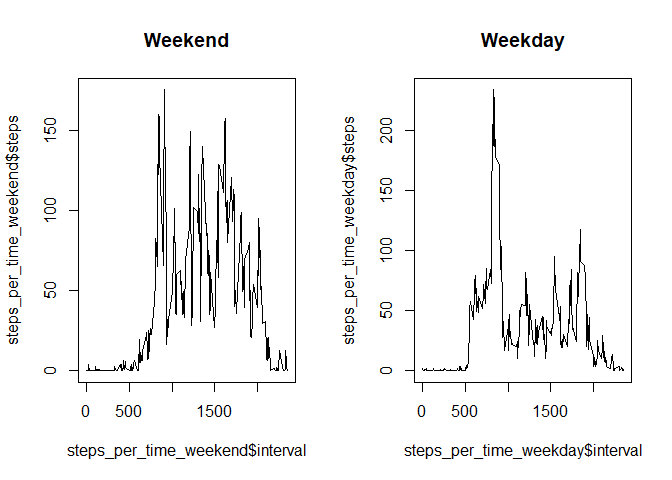 Weekend
steps_per_time_weekend$steps
0 50 100 150
0 500 1500
steps_per_time_weekend$interval
Weekday
steps_per_time_weekday$steps
0 50 100 150 200
0 500 1500
steps_per_time_weekday$interval